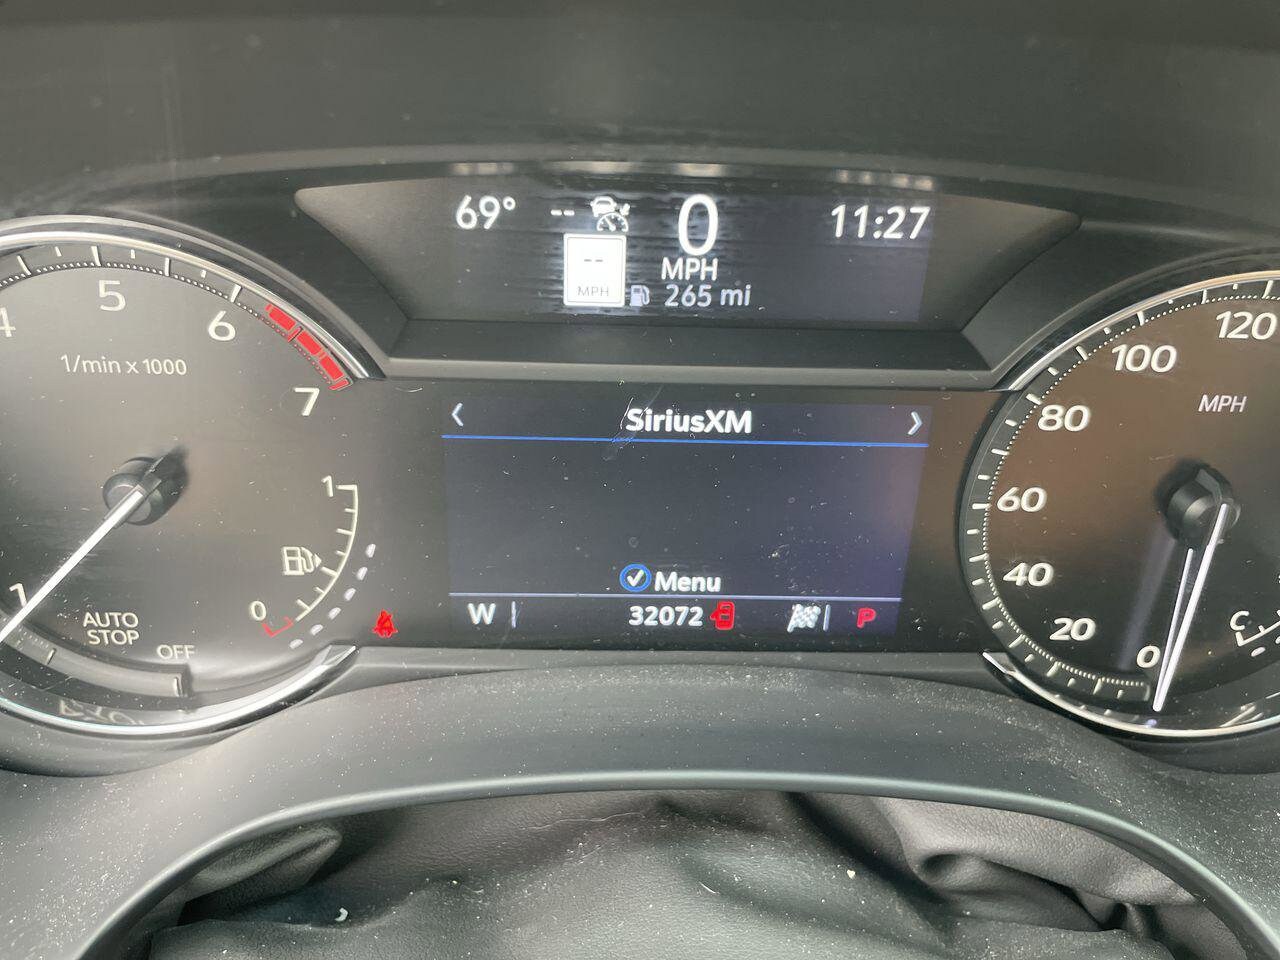 69° -- 0 11:27
-- MPH
MPH
265 mi
4 5 6 7
1/min x 1000
1
AUTO
STOP
OFF
1
0
SiriusXM
Menu
W 32072 P
120
100
80
60
40
20
0
MPH
C